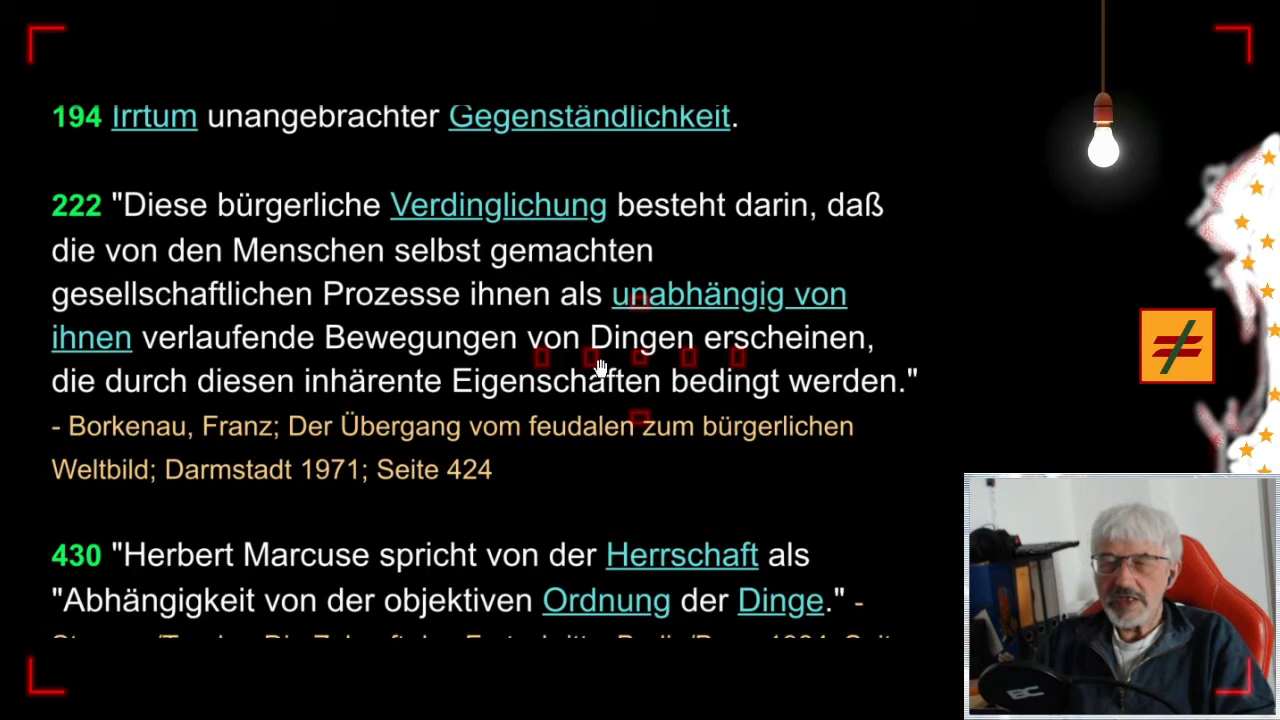 194 Irrtum unangebrachter Gegenständlichkeit.
222 "Diese bürgerliche Verdinglichung besteht darin, daß
die von den Menschen selbst gemachten
gesellschaftlichen Prozesse ihnen als unabhängig von
ihnen verlaufende Bewegungen von Dingen erscheinen,
die durch diesen inhärente Eigenschaften bedingt werden."
- Borkenau, Franz; Der Übergang vom feudalen zum bürgerlichen
Weltbild; Darmstadt 1971; Seite 424
430 "Herbert Marcuse spricht von der Herrschaft als
"Abhängigkeit von der objektiven Ordnung der Dinge." -
≠
BC